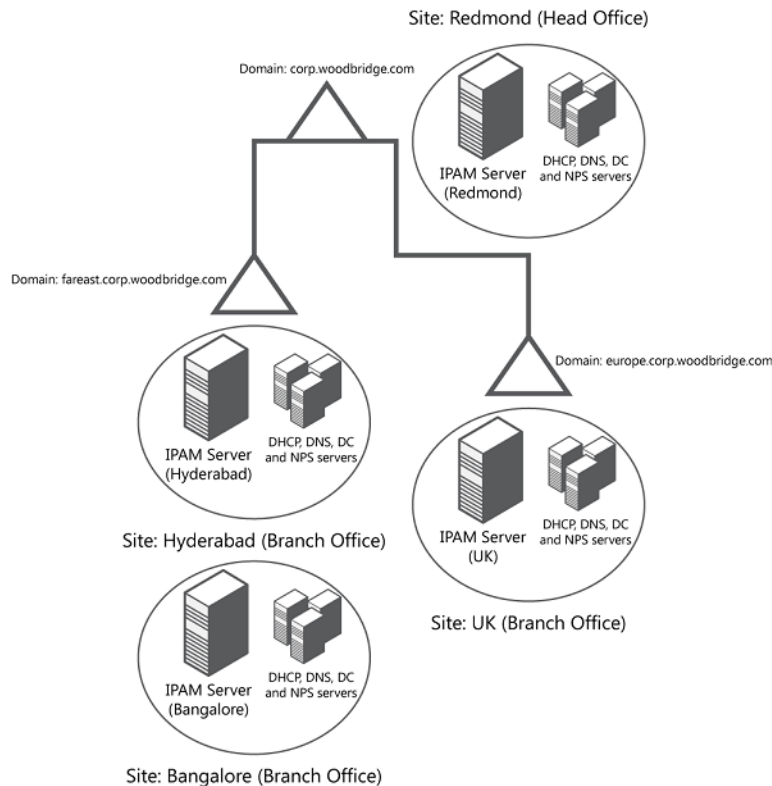 Site: Redmond (Head Office)
Domain: corp.woodbridge.com
IPAM Server
(Redmond)
DHCP, DNS, DC
and NPS servers
Domain: fareast.corp.woodbridge.com
IPAM Server
(Hyderabad)
DHCP, DNS, DC
and NPS servers
Site: Hyderabad (Branch Office)
Domain: europe.corp.woodbridge.com
IPAM Server
(UK)
DHCP, DNS, DC
and NPS servers
Site: UK (Branch Office)
IPAM Server
(Bangalore)
DHCP, DNS, DC
and NPS servers
Site: Bangalore (Branch Office)